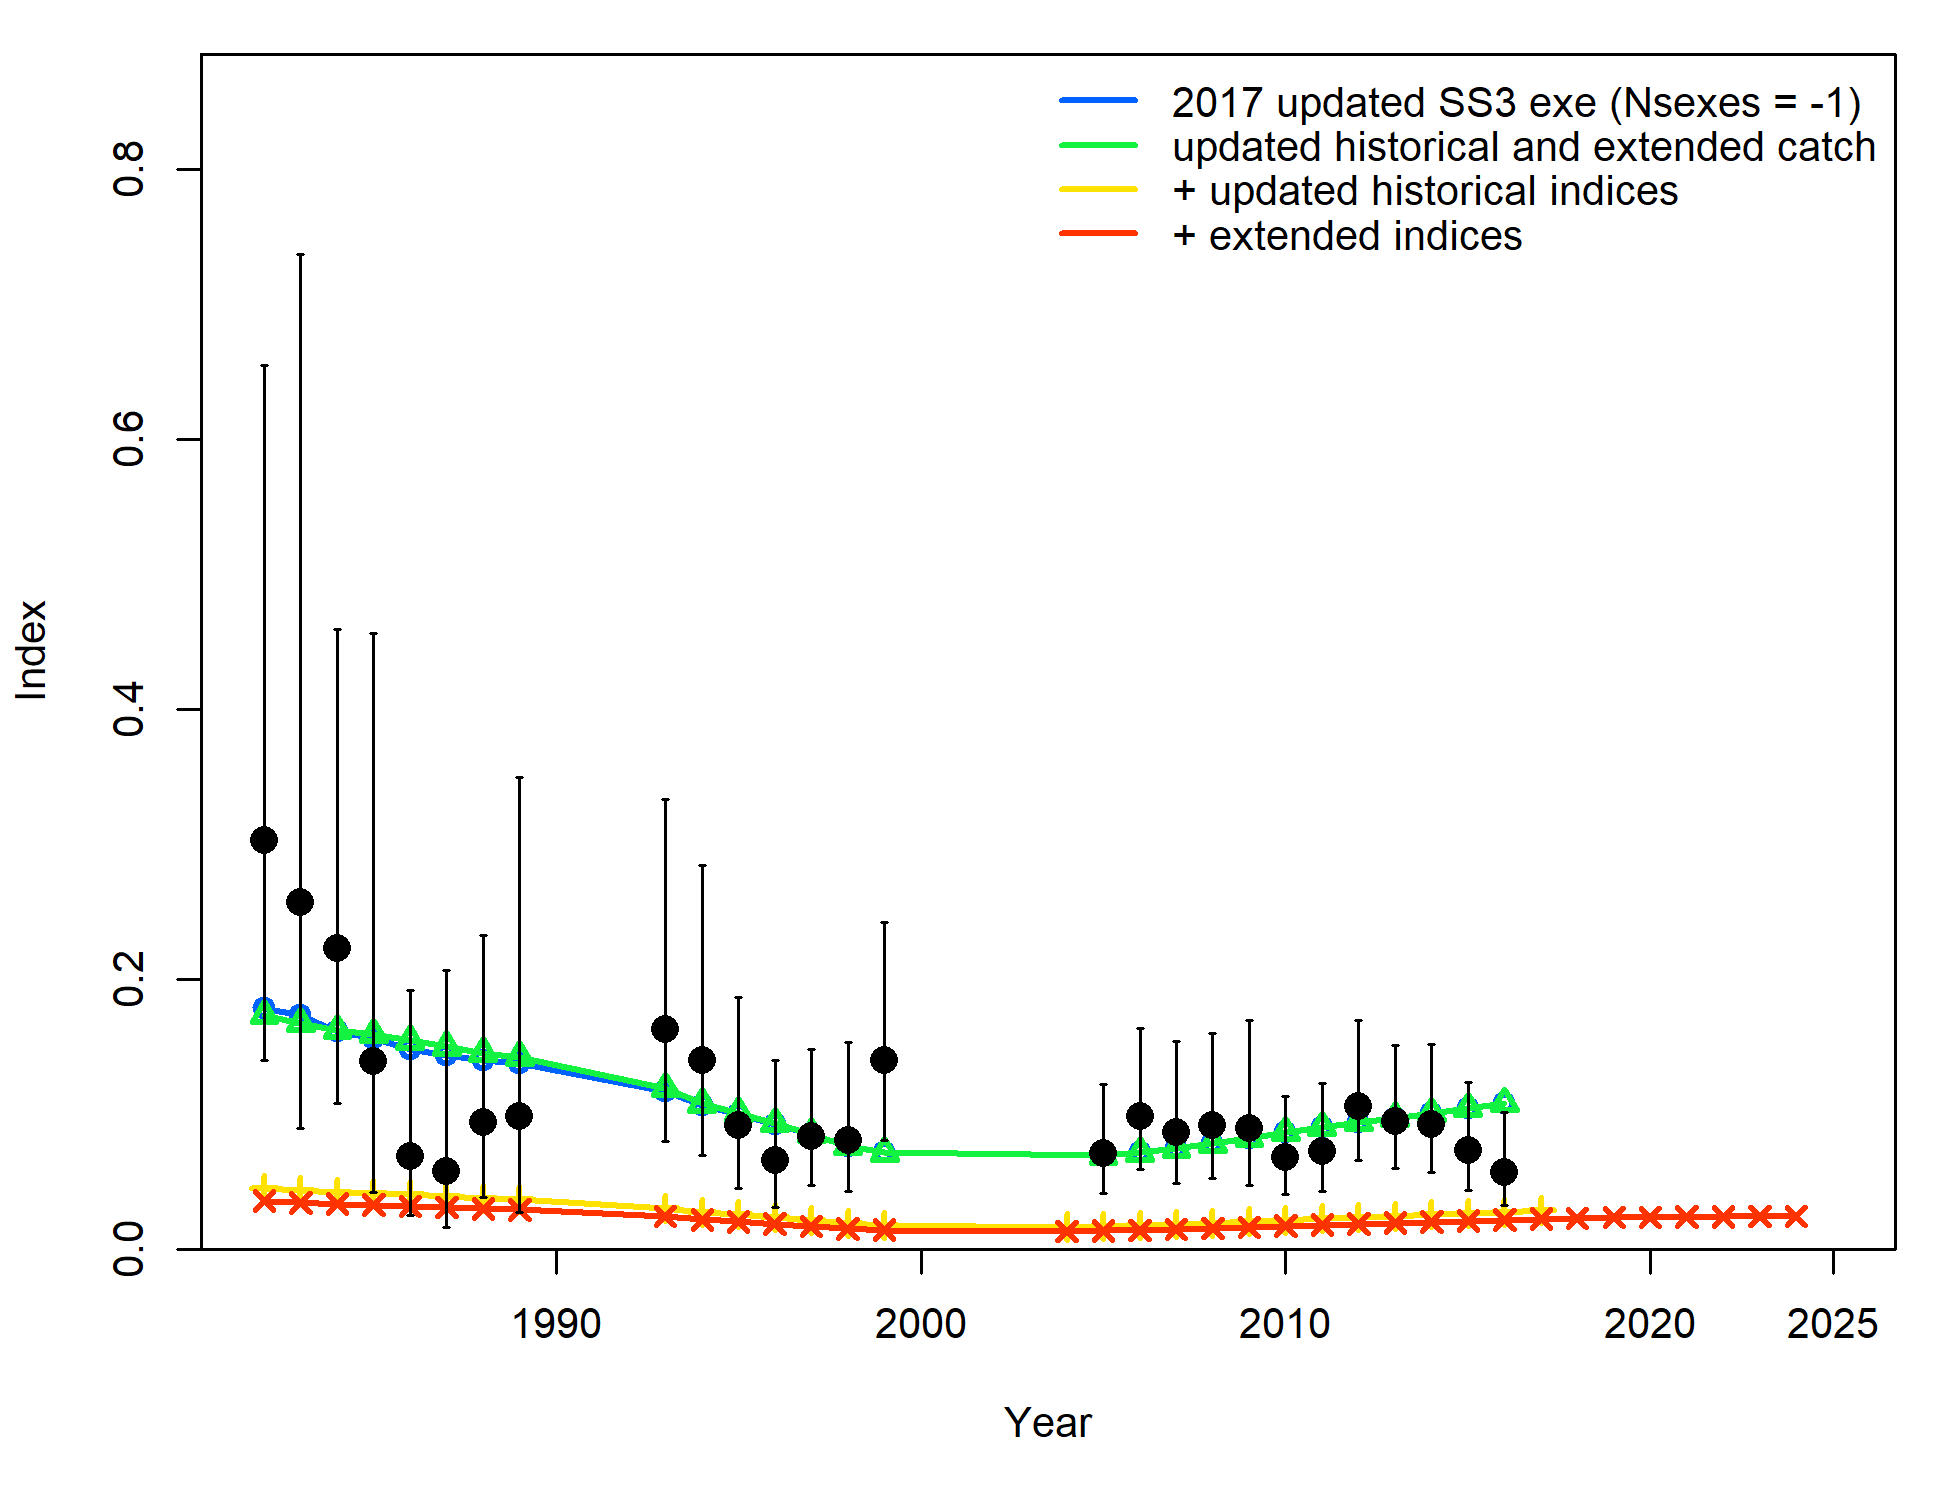 2017 updated SS3 exe (Nsexes = -1)
updated historical and extended catch
+ updated historical indices
+ extended indices
0.8
0.6
0.4
0.2
0.0
Index
1990 2000 2010 2020 2025
Year